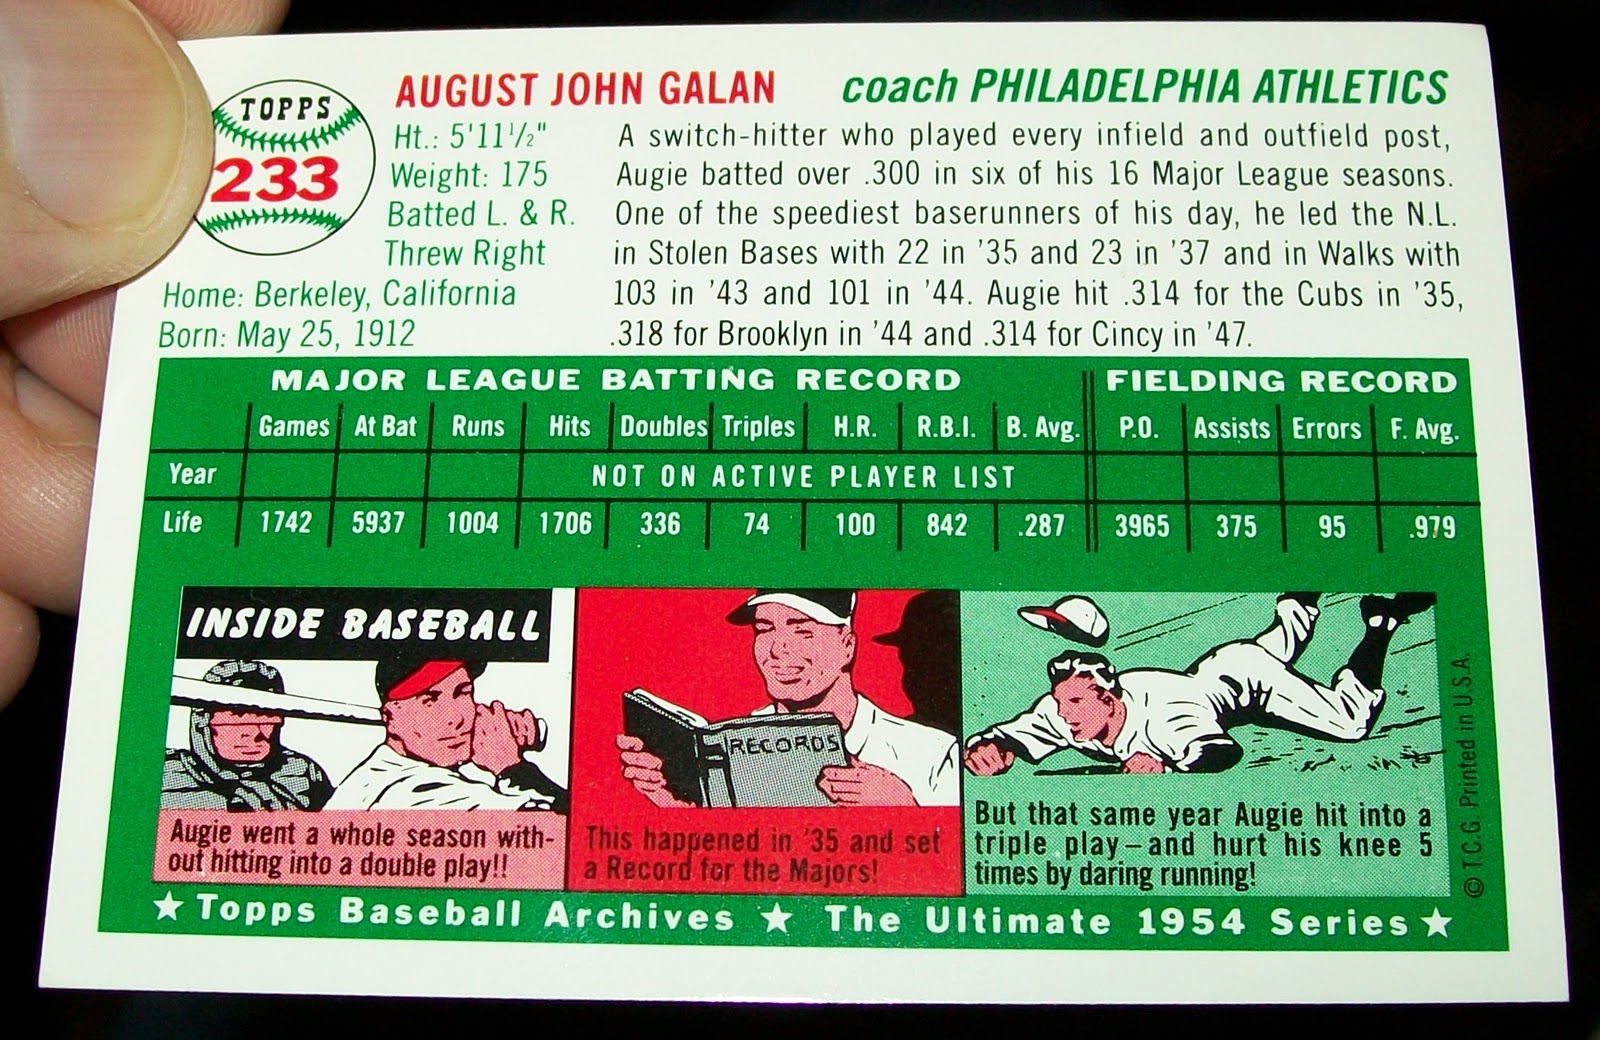 TOPPS
233
AUGUST JOHN GALAN
coach PHILADELPHIA ATHLETICS
Ht.: 5'11½"
Weight: 175
Batted L. & R.
Threw Right
Home: Berkeley, California
Born: May 25, 1912
A switch-hitter who played every infield and outfield post,
Augie batted over .300 in six of his 16 Major League seasons.
One of the speediest baserunners of his day, he led the N.L.
in Stolen Bases with 22 in '35 and 23 in '37 and in Walks with
103 in '43 and 101 in '44. Augie hit .314 for the Cubs in '35,
.318 for Brooklyn in '44 and .314 for Cincy in '47.
MAJOR LEAGUE BATTING RECORD FIELDING RECORD
Games At Bat Runs Hits Doubles Triples H.R. R.B.I. B. Avg. P.O. Assists Errors F. Avg.
Year NOT ON ACTIVE PLAYER LIST
Life 1742 5937 1004 1706 336 74 100 842 .287 3965 375 95 .979
INSIDE BASEBALL
Augie went a whole season with-
out hitting into a double play!!
RECORDS
This happened in '35 and set
a Record for the Majors!
But that same year Augie hit into a
triple play—and hurt his knee 5
times by daring running!
© T.C.G. Printed in U.S.A.
★ Topps Baseball Archives ★ The Ultimate 1954 Series ★